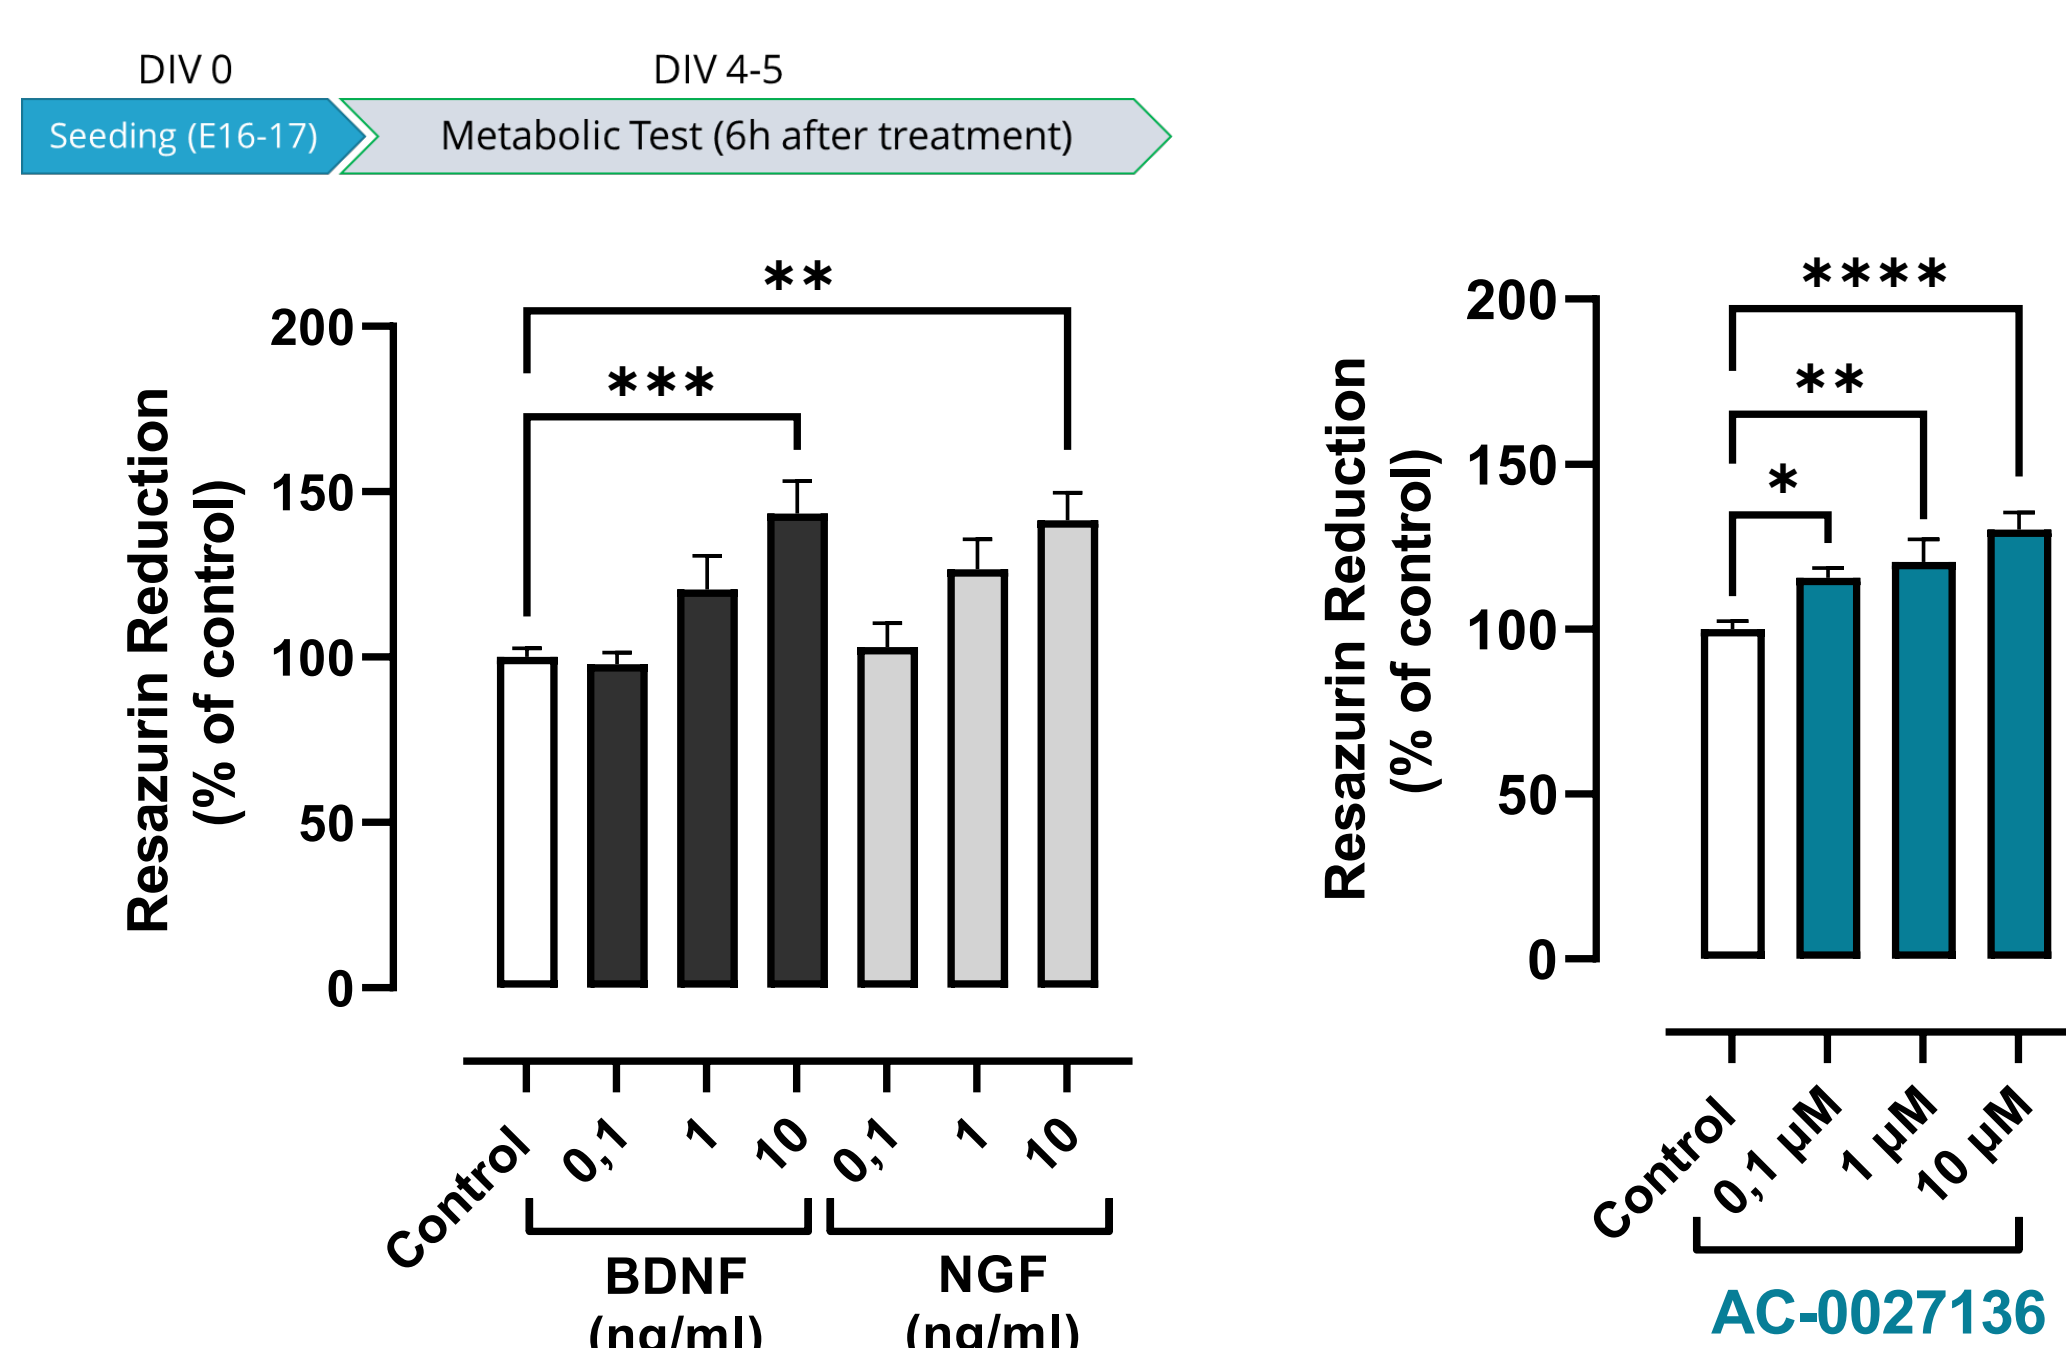 DIV 0
DIV 4-5
Seeding (E16-17)
Metabolic Test (6h after treatment)
**
***
200
150
100
50
0
Resazurin Reduction
(% of control)
Control
0,1
1
10
0,1
1
10
BDNF
(ng/ml)
NGF
(ng/ml)
****
**
*
200
150
100
50
0
Resazurin Reduction
(% of control)
Control
0,1 µM
1 µM
10 µM
AC-0027136